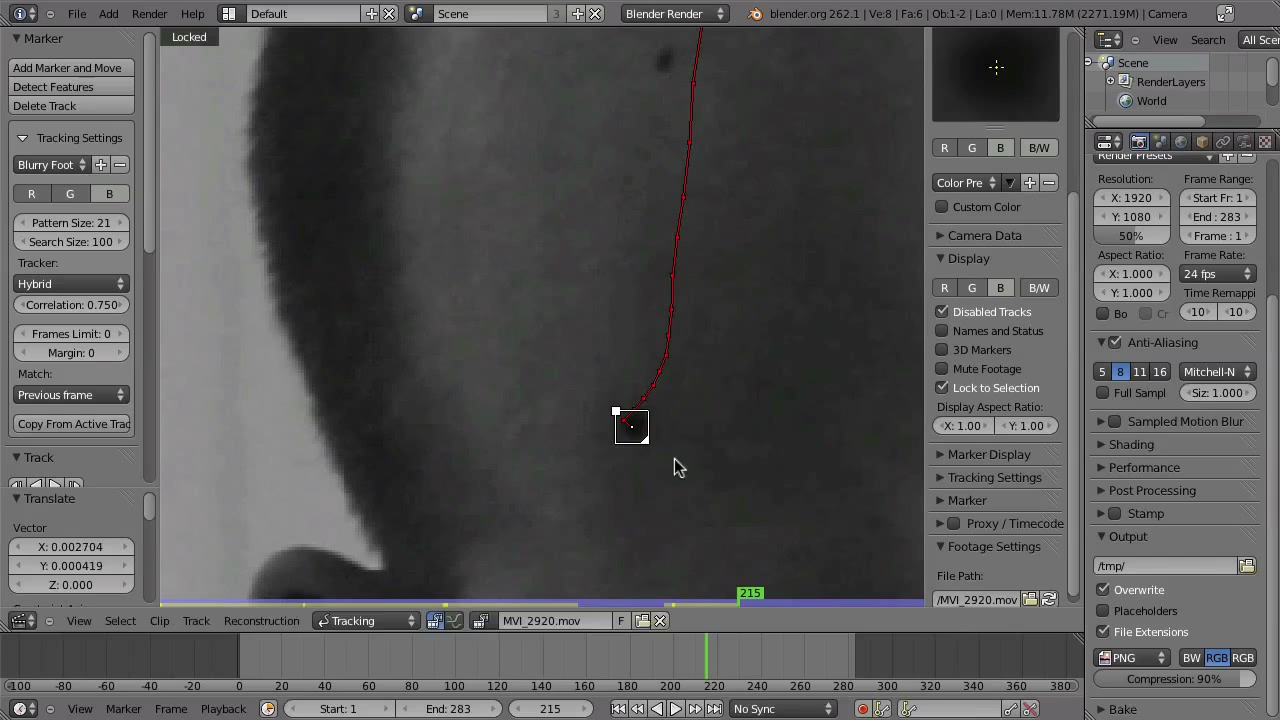 File Add Render Help Default Scene 3 Blender Render blender.org 262.1 | Ve:8 | Fa:6 | Ob:1-2 | La:0 | Mem:11.78M (2271.19M) | Camera
Marker
Locked
View Search All Scen
Add Marker and Move
Detect Features
Delete Track
Scene
RenderLayers
World
Tracking Settings
Blurry Foot
R G B
Pattern Size: 21
Search Size: 100
Tracker:
Hybrid
Correlation: 0.750
Frames Limit: 0
Margin: 0
Match:
Previous frame
Copy From Active Trac
Track
Translate
Vector
X: 0.002704
Y: 0.000419
Z: 0.000
R G B B/W
Color Pre
Custom Color
Camera Data
Display
R G B B/W
Disabled Tracks
Names and Status
3D Markers
Mute Footage
Lock to Selection
Display Aspect Ratio:
X: 1.00 Y: 1.00
Marker Display
Tracking Settings
Marker
Proxy / Timecode
Footage Settings
File Path:
/MVI_2920.mov
Render Presets
Resolution: Frame Range:
X: 1920 Start Fr: 1
Y: 1080 End : 283
50% Frame : 1
Aspect Ratio: Frame Rate:
X: 1.000 24 fps
Y: 1.000 Time Remappi
Bo Cr 10 10
Anti-Aliasing
5 8 11 16 Mitchell-N
Full Sampl Siz: 1.000
Sampled Motion Blur
Shading
Performance
Post Processing
Stamp
Output
/tmp/
Overwrite
Placeholders
File Extensions
PNG BW RGB RGB
Compression: 90%
Bake
215
View Select Clip Track Reconstruction Tracking MVI_2920.mov F
-100 -80 -60 -40 -20 0 20 40 60 80 100 120 140 160 180 200 220 240 260 280 300 320 340 360 380
View Marker Frame Playback Start: 1 End: 283 215 No Sync